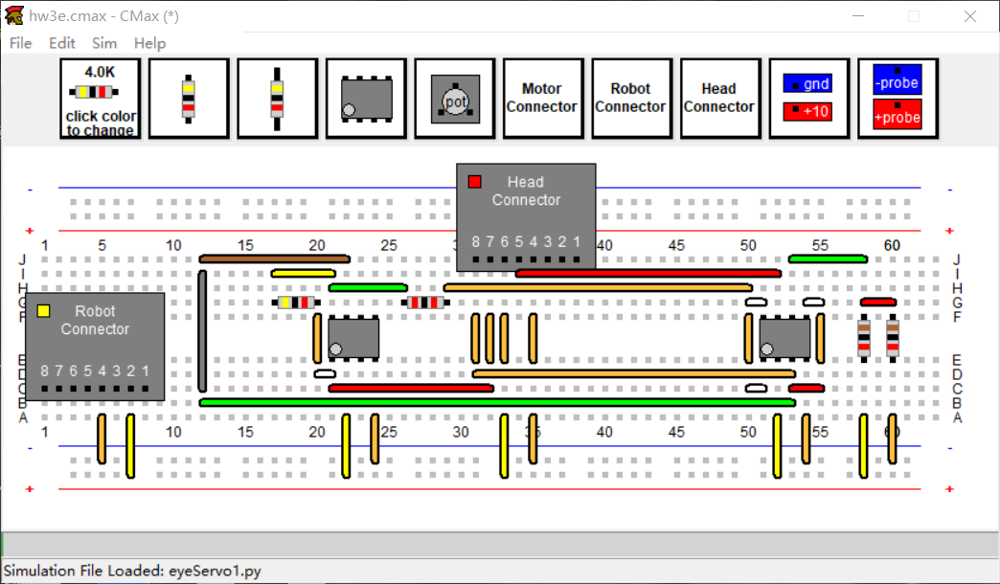 hw3e.cmax - CMax (*)
File Edit Sim Help
4.0K
click color
to change
pot
Motor
Connector
Robot
Connector
Head
Connector
gnd
+10
-probe
+probe
- -
+ +
1 5 10 15 20 25 30 35 40 45 50 55 60
Head
Connector
8 7 6 5 4 3 2 1
J J
I I
H H
G G
F F
Robot
Connector
8 7 6 5 4 3 2 1
E E
D D
C C
B B
A A
1 5 10 15 20 25 30 35 40 45 50 55 60
- -
+ +
Simulation File Loaded: eyeServo1.py